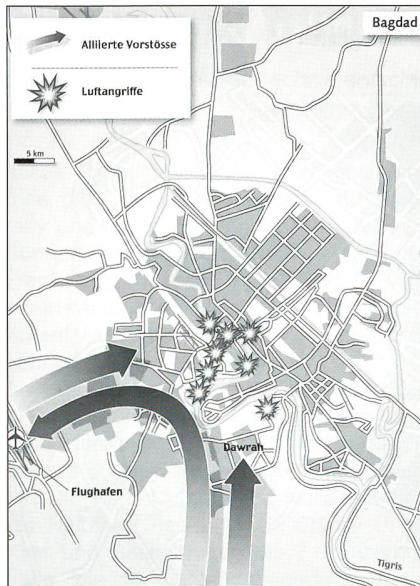 Bagdad
Alliierte Vorstösse
Luftangriffe
5 km
Dawrah
Flughafen
Tigris